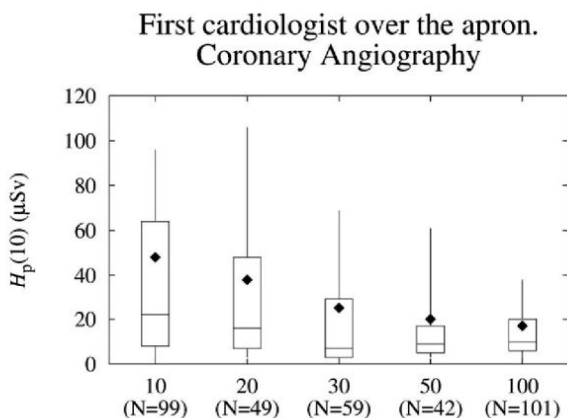 First cardiologist over the apron.
Coronary Angiography
120
100
80
60
40
20
0
Hp(10) (μSv)
10 20 30 50 100
(N=99) (N=49) (N=59) (N=42) (N=101)